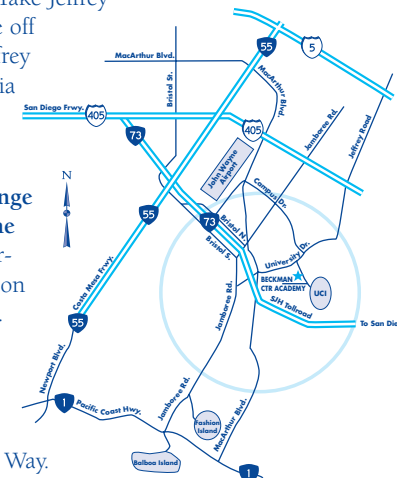 Take Jeffrey
e off
frey
ia
nge
ne
r-
on
.
Way.
55
5
MacArthur Blvd.
Bristol St.
MacArthur Blvd.
San Diego Frwy.
405
405
Jamboree Rd.
Jeffrey Road
73
John Wayne
Airport
N
Campus Dr.
55
73
Bristol N.
Bristol S.
University Dr.
BECKMAN
CTR ACADEMY
UCI
Costa Mesa Frwy.
Jamboree Rd.
SJH Tollroad
To San Die
55
Newport Blvd.
1
Pacific Coast Hwy.
Jamboree Rd.
Fashion
Island
MacArthur Blvd.
Balboa Island
1